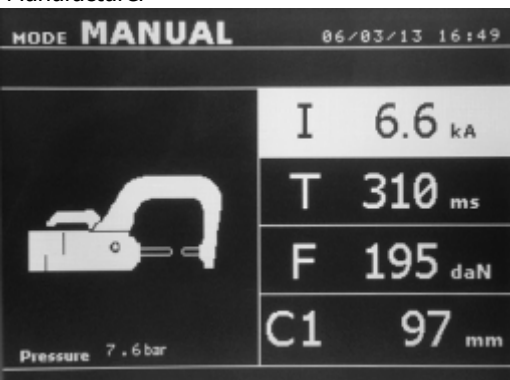 Manufacturer
MODE MANUAL 06/03/13 16:49
I 6.6 kA
T 310 ms
F 195 daN
C1 97 mm
Pressure 7.6 bar